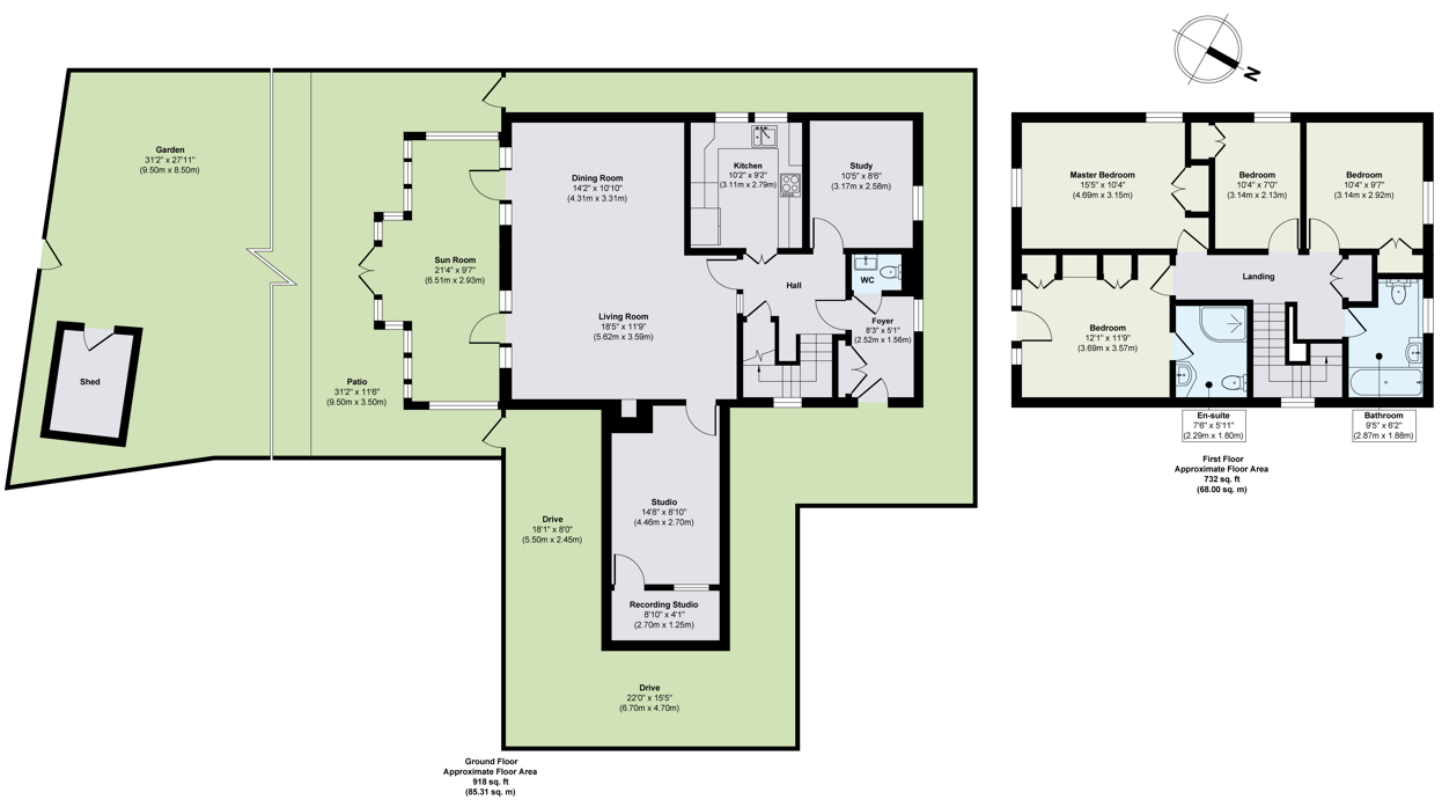 N
Garden
31'2" x 27'11"
(9.50m x 8.50m)
Dining Room
14'2" x 10'10"
(4.31m x 3.31m)
Kitchen
10'2" x 9'2"
(3.11m x 2.79m)
Study
10'5" x 8'6"
(3.17m x 2.58m)
Sun Room
21'4" x 9'7"
(6.51m x 2.93m)
WC
Hall
Living Room
18'5" x 11'9"
(5.62m x 3.59m)
Foyer
8'3" x 5'1"
(2.52m x 1.56m)
Shed
Patio
31'2" x 11'6"
(9.50m x 3.50m)
Studio
14'8" x 8'10"
(4.46m x 2.70m)
Drive
18'1" x 8'0"
(5.50m x 2.45m)
Recording Studio
8'10" x 4'1"
(2.70m x 1.25m)
Drive
22'0" x 15'5"
(6.70m x 4.70m)
Ground Floor
Approximate Floor Area
918 sq. ft
(85.31 sq. m)
Master Bedroom
15'5" x 10'4"
(4.69m x 3.15m)
Bedroom
10'4" x 7'0"
(3.14m x 2.13m)
Bedroom
10'4" x 9'7"
(3.14m x 2.92m)
Landing
Bedroom
12'1" x 11'9"
(3.69m x 3.57m)
En-suite
7'6" x 5'11"
(2.29m x 1.80m)
Bathroom
9'5" x 6'2"
(2.87m x 1.88m)
First Floor
Approximate Floor Area
732 sq. ft
(68.00 sq. m)